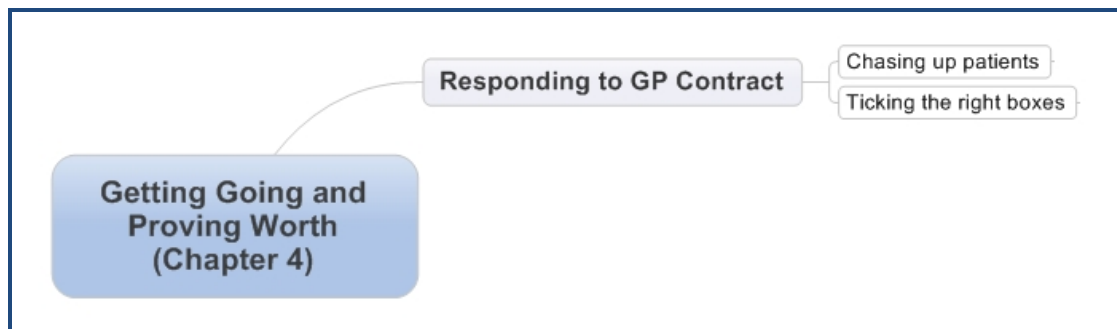 Responding to GP Contract
Chasing up patients
Ticking the right boxes
Getting Going and
Proving Worth
(Chapter 4)